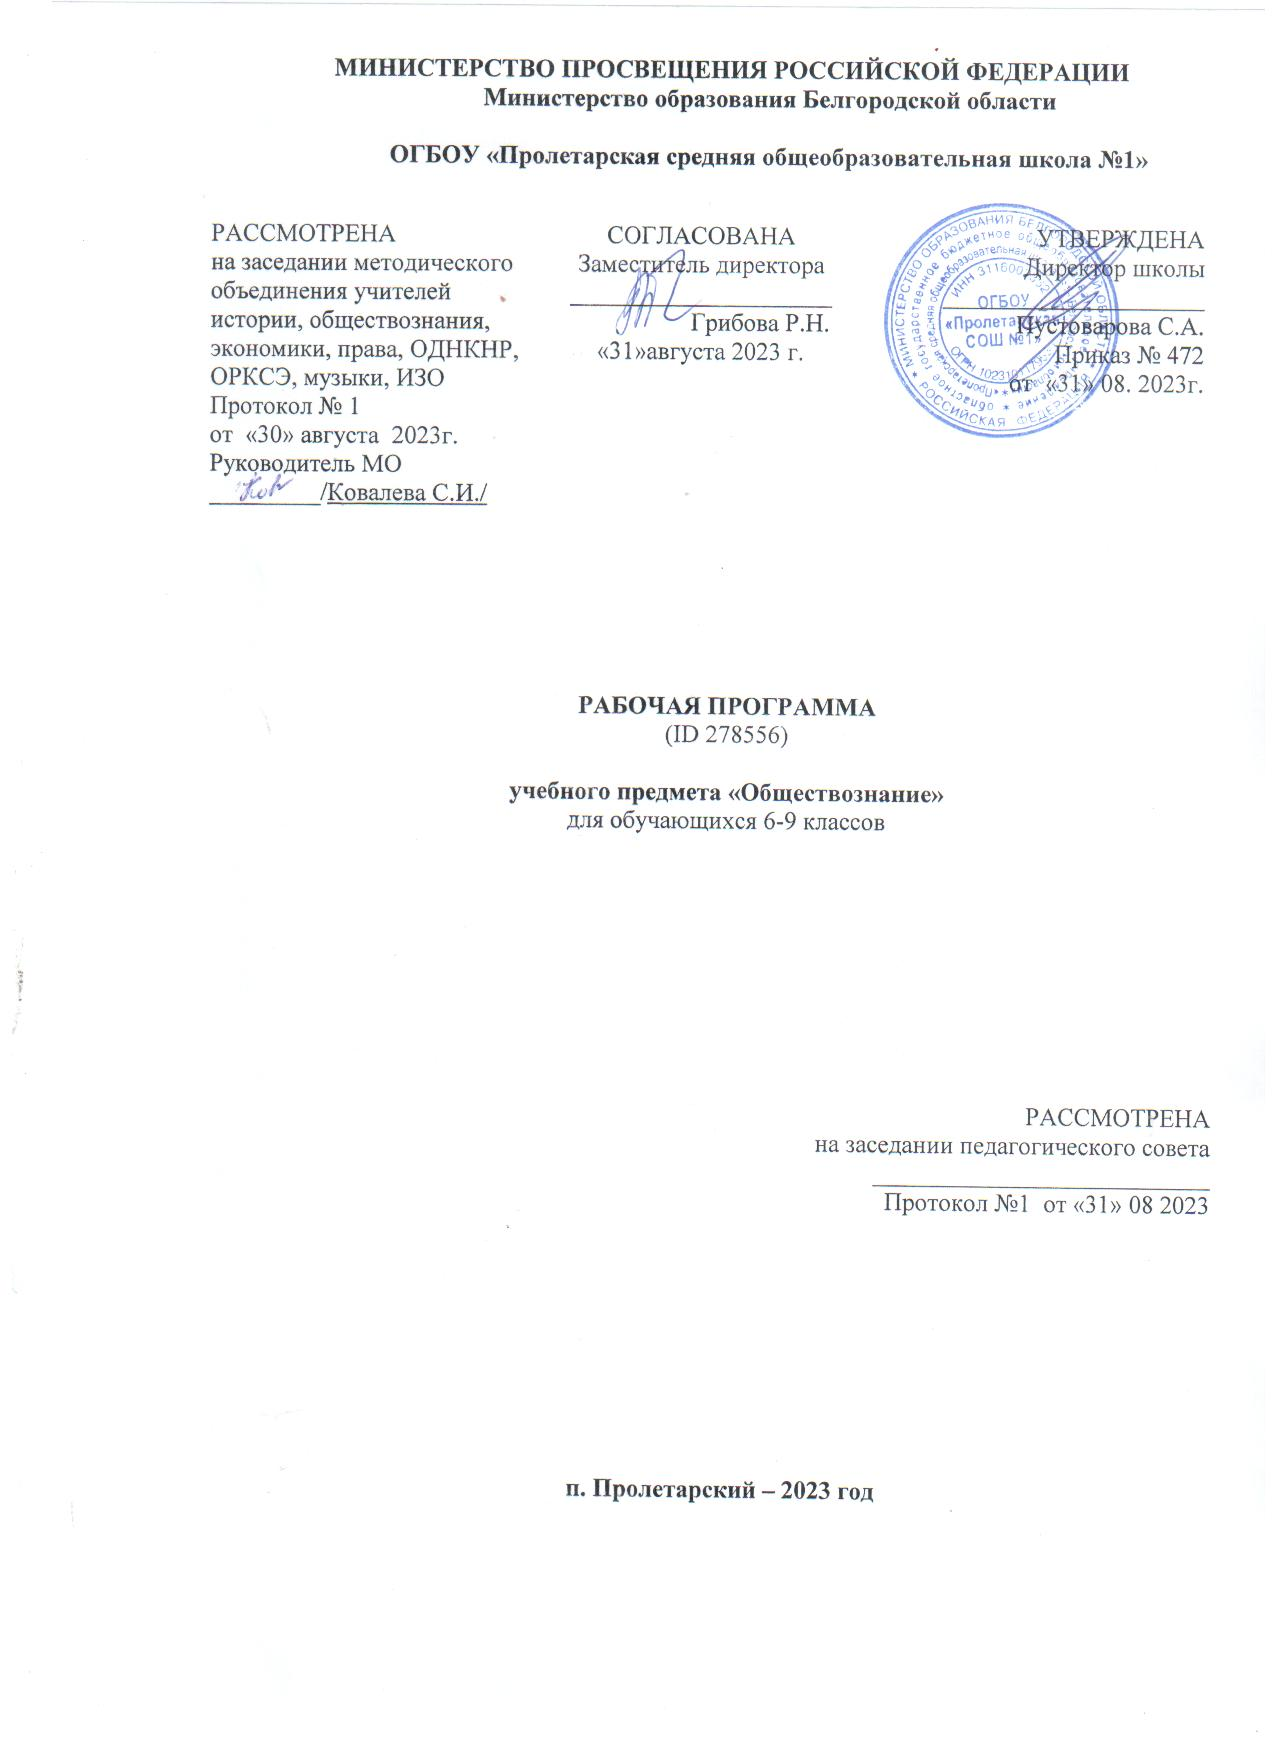 МИНИСТЕРСТВО ПРОСВЕЩЕНИЯ РОССИЙСКОЙ ФЕДЕРАЦИИ
Министерство образования Белгородской области
ОГБОУ «Пролетарская средняя общеобразовательная школа №1»
РАССМОТРЕНА
на заседании методического
объединения учителей
истории, обществознания,
экономики, права, ОДНКНР,
ОРКСЭ, музыки, ИЗО
Протокол № 1
от «30» августа 2023г.
Руководитель МО
/Ковалева С.И./
СОГЛАСОВАНА
Заместитель директора
Грибова Р.Н.
«31»августа 2023 г.
УТВЕРЖДЕНА
Директор школы
Пустоварова С.А.
Приказ № 472
от «31» 08. 2023г.
ОГБОУ
«Пролетарская
СОШ №1»
РАБОЧАЯ ПРОГРАММА
(ID 278556)
учебного предмета «Обществознание»
для обучающихся 6-9 классов
РАССМОТРЕНА
на заседании педагогического совета
Протокол №1 от «31» 08 2023
п. Пролетарский – 2023 год